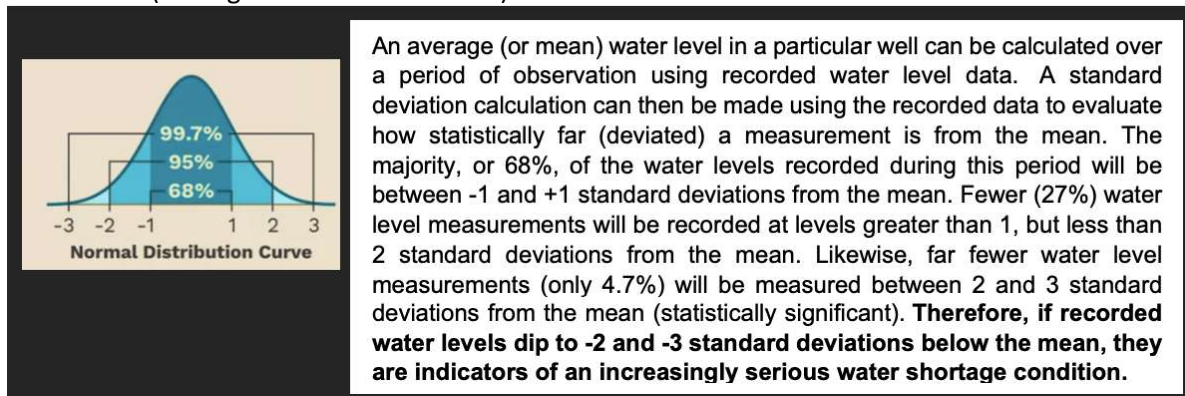 99.7%
95%
68%
-3 -2 -1 1 2 3
Normal Distribution Curve
An average (or mean) water level in a particular well can be calculated over
a period of observation using recorded water level data. A standard
deviation calculation can then be made using the recorded data to evaluate
how statistically far (deviated) a measurement is from the mean. The
majority, or 68%, of the water levels recorded during this period will be
between -1 and +1 standard deviations from the mean. Fewer (27%) water
level measurements will be recorded at levels greater than 1, but less than
2 standard deviations from the mean. Likewise, far fewer water level
measurements (only 4.7%) will be measured between 2 and 3 standard
deviations from the mean (statistically significant). Therefore, if recorded
water levels dip to -2 and -3 standard deviations below the mean, they
are indicators of an increasingly serious water shortage condition.